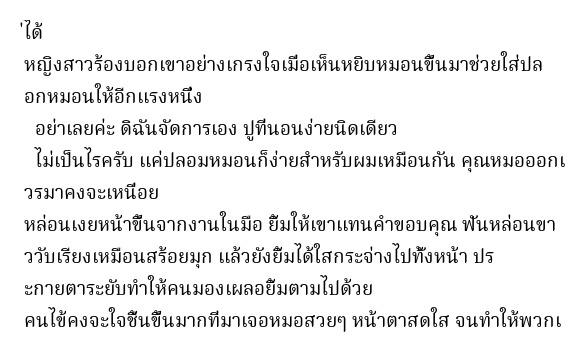 ่ได้
หญิงสาวร้องบอกเขาอย่างเกรงใจเมื่อเห็นหยิบหมอนขึ้นมาช่วยใส่ปล
อกหมอนให้อีกแรงหนึ่ง
อย่าเลยค่ะ ดิฉันจัดการเอง ปูที่นอนง่ายนิดเดียว
ไม่เป็นไรครับ แค่ปลอมหมอนก็ง่ายสำหรับผมเหมือนกัน คุณหมอออกเ
วรมาคงจะเหนื่อย
หล่อนเงยหน้าขึ้นจากงานในมือ ยิ้มให้เขาแทนคำขอบคุณ ฟันหล่อนขา
ววับเรียงเหมือนสร้อยมุก แล้วยังยิ้มได้ใสกระจ่างไปทั้งหน้า ปร
ะกายตาระยับทำให้คนมองเผลอยิ้มตามไปด้วย
คนไข้คงจะใจชื้นขึ้นมากที่มาเจอหมอสวยๆ หน้าตาสดใส จนทำให้พวกเ